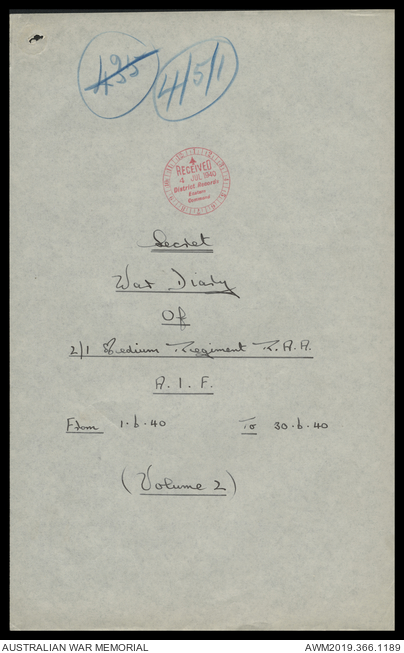 435
4/5/1
RECEIVED
4 JUL 1940
District Records
Eastern
Command
Secret
War Diary
Of
2/1 Medium Regiment R.A.A.
A.I.F.
From 1.6.40 To 30.6.40
(Volume 2)
AUSTRALIAN WAR MEMORIAL AWM2019.366.1189